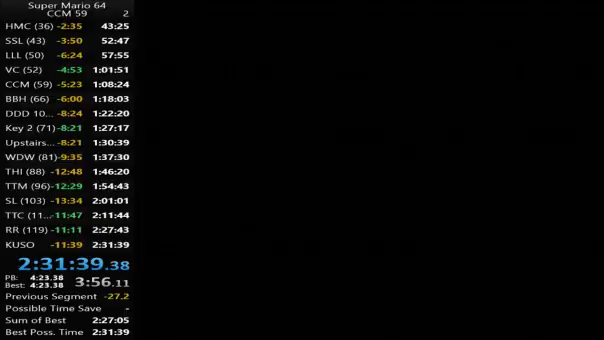 Super Mario 64
CCM 59 2
HMC (36) -2:35 43:25
SSL (43) -3:50 52:47
LLL (50) -6:24 57:55
VC (52) -4:53 1:01:51
CCM (59) -5:23 1:08:24
BBH (66) -6:00 1:18:03
DDD 10... -8:24 1:22:20
Key 2 (71) -8:21 1:27:17
Upstairs... -8:21 1:30:39
WDW (81) -9:35 1:37:30
THI (88) -12:48 1:46:20
TTM (96) -12:29 1:54:43
SL (103) -13:34 2:01:01
TTC (11... -11:47 2:11:44
RR (119) -11:11 2:27:43
KUSO -11:39 2:31:39
2:31:39.38
PB: 4:23.38
Best: 4:23.38
3:56.11
Previous Segment -27.2
Possible Time Save -
Sum of Best 2:27:05
Best Poss. Time 2:31:39